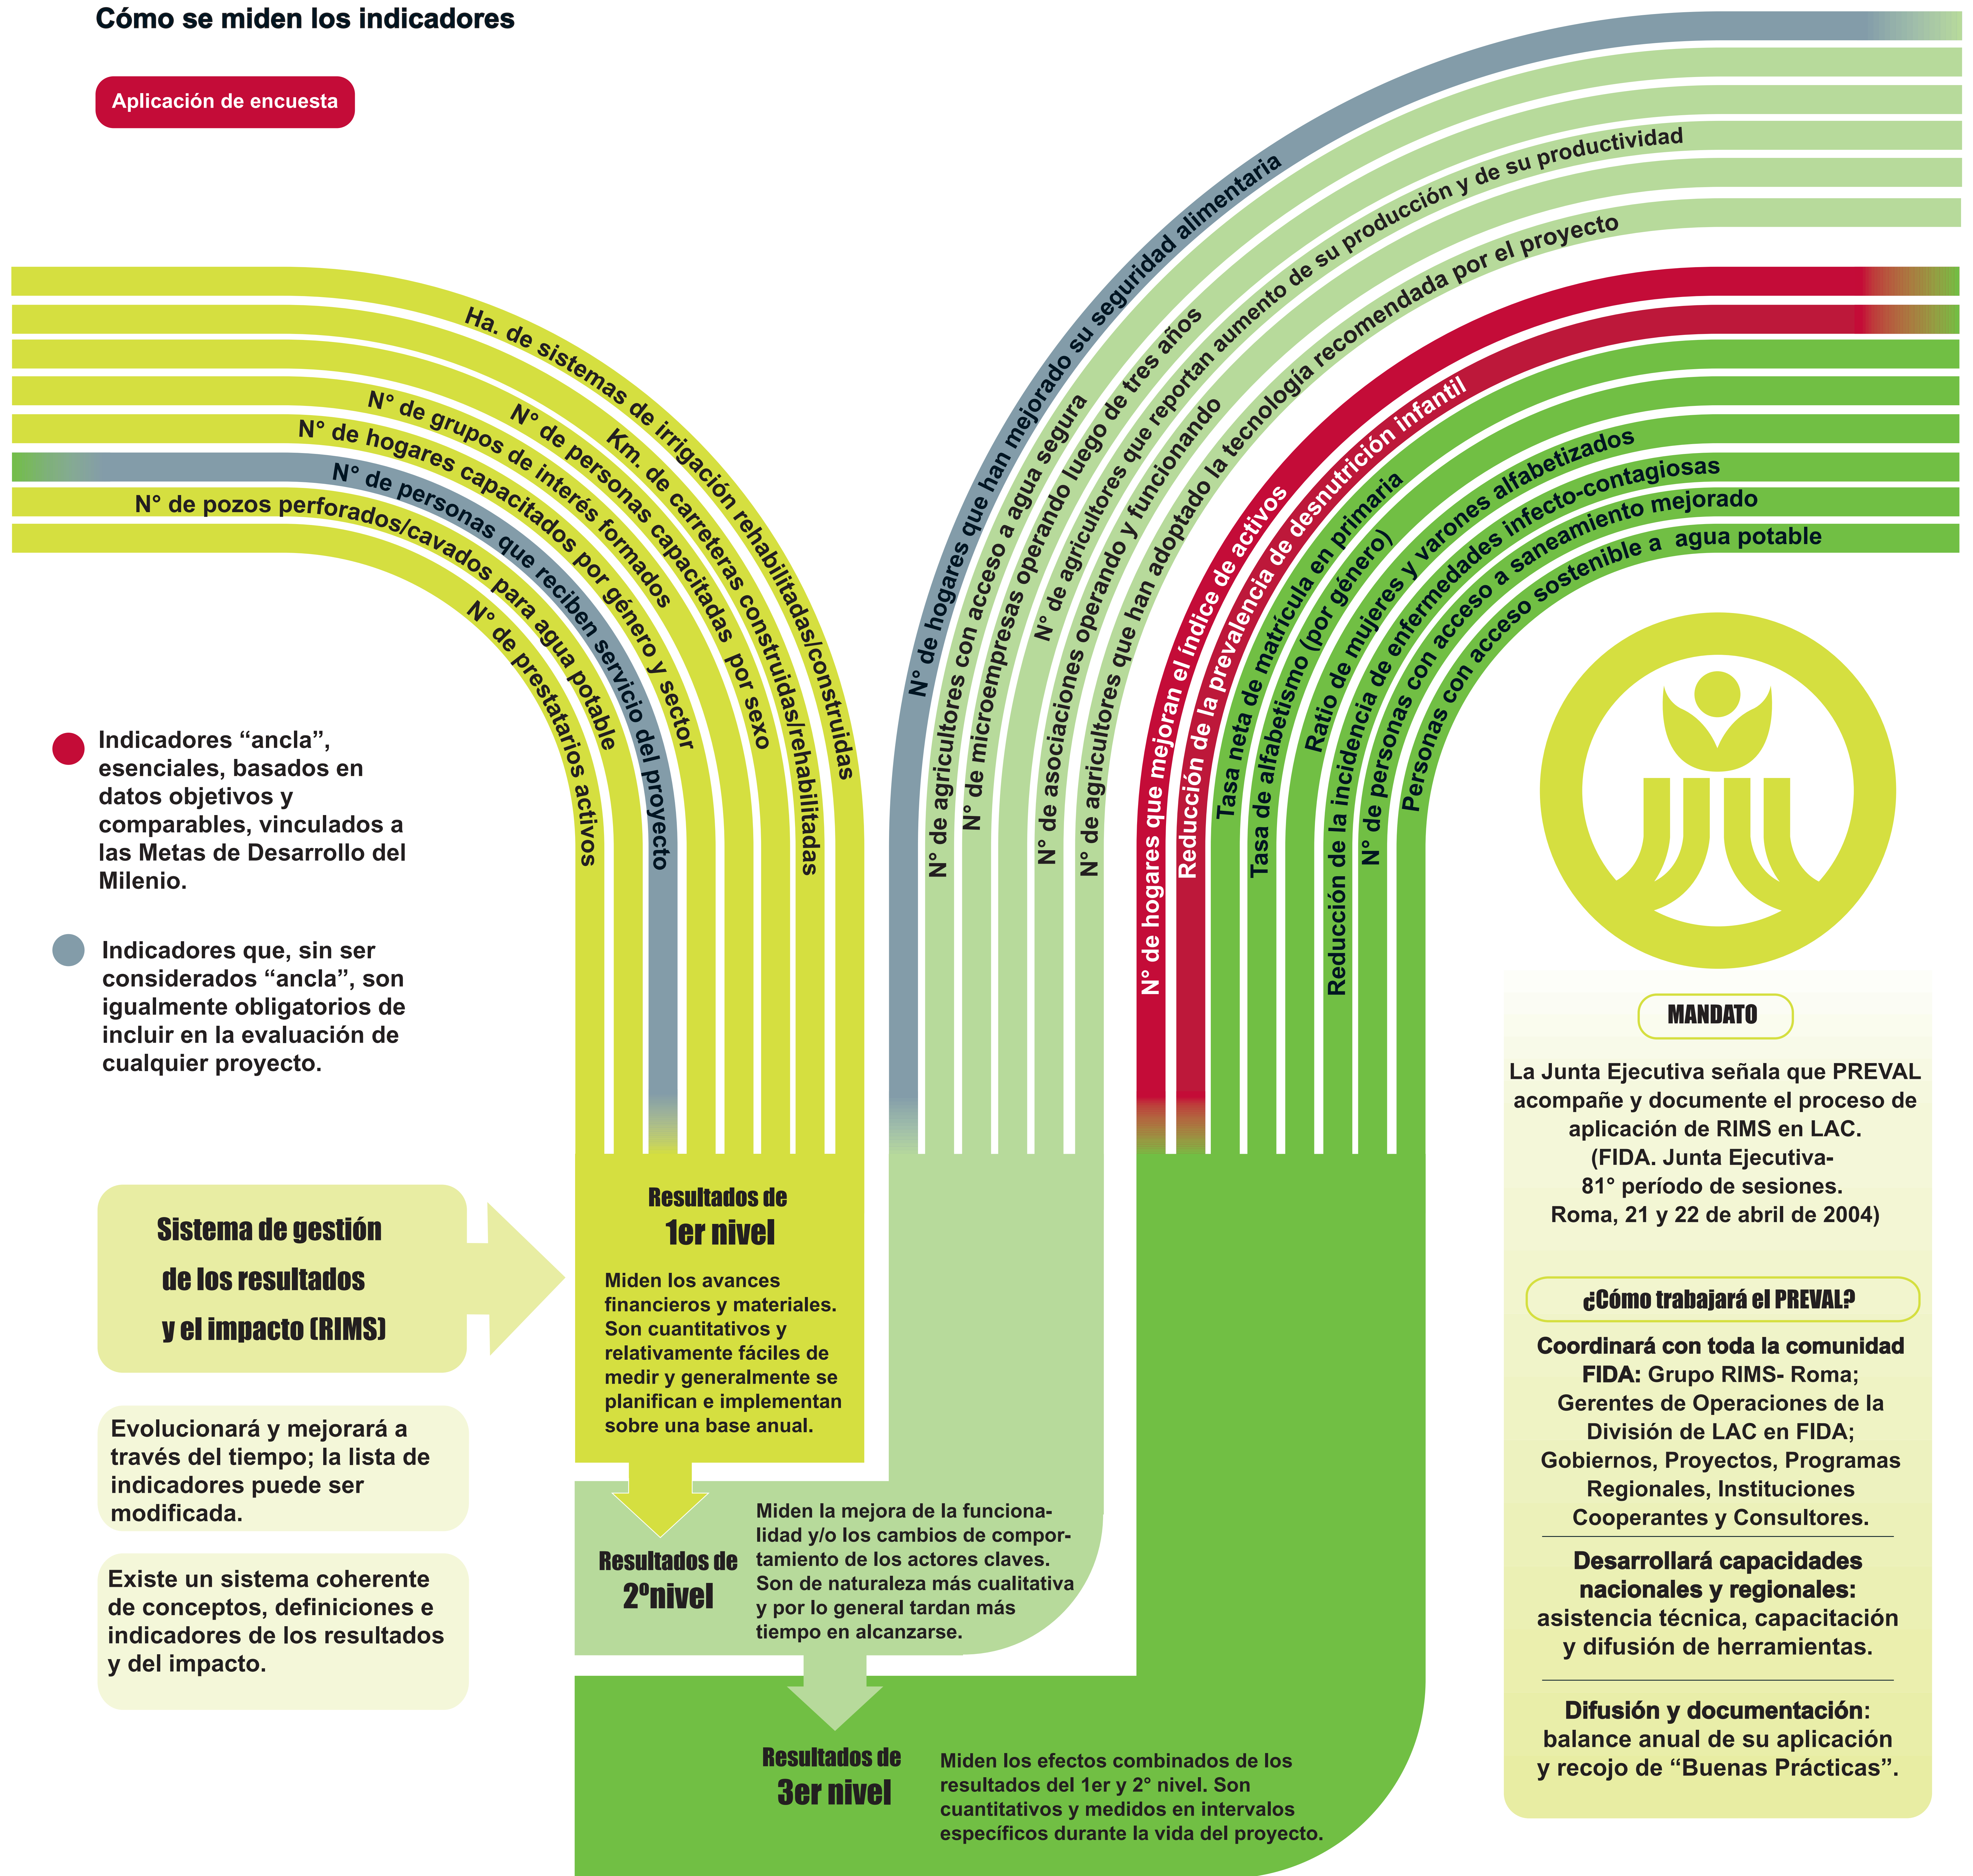 Cómo se miden los indicadores
Aplicación de encuesta
Ha. de sistemas de irrigación rehabilitadas/construidas
Km. de carreteras construidas/rehabilitadas
N° de personas capacitadas por sexo
N° de grupos de interés formados
N° de hogares capacitados por género y sector
N° de personas que reciben servicio del proyecto
N° de pozos perforados/cavados para agua potable
N° de prestatarios activos
N° de hogares que han mejorado su seguridad alimentaria
N° de agricultores con acceso a agua segura
N° de microempresas operando luego de tres años
N° de agricultores que reportan aumento de su producción y de su productividad
N° de asociaciones operando y funcionando
N° de agricultores que han adoptado la tecnología recomendada por el proyecto
N° de hogares que mejoran el índice de activos
Reducción de la prevalencia de desnutrición infantil
Tasa neta de matrícula en primaria
Tasa de alfabetismo (por género)
Ratio de mujeres y varones alfabetizados
Reducción de la incidencia de enfermedades infecto-contagiosas
N° de personas con acceso a saneamiento mejorado
Personas con acceso sostenible a agua potable
Indicadores “ancla”,
esenciales, basados en
datos objetivos y
comparables, vinculados a
las Metas de Desarrollo del
Milenio.
Indicadores que, sin ser
considerados “ancla”, son
igualmente obligatorios de
incluir en la evaluación de
cualquier proyecto.
Sistema de gestión
de los resultados
y el impacto (RIMS)
Evolucionará y mejorará a
través del tiempo; la lista de
indicadores puede ser
modificada.
Existe un sistema coherente
de conceptos, definiciones e
indicadores de los resultados
y del impacto.
Resultados de
1er nivel
Miden los avances
financieros y materiales.
Son cuantitativos y
relativamente fáciles de
medir y generalmente se
planifican e implementan
sobre una base anual.
Resultados de
2ºnivel
Miden la mejora de la funciona-
lidad y/o los cambios de compor-
tamiento de los actores claves.
Son de naturaleza más cualitativa
y por lo general tardan más
tiempo en alcanzarse.
Resultados de
3er nivel
Miden los efectos combinados de los
resultados del 1er y 2° nivel. Son
cuantitativos y medidos en intervalos
específicos durante la vida del proyecto.
MANDATO
La Junta Ejecutiva señala que PREVAL
acompañe y documente el proceso de
aplicación de RIMS en LAC.
(FIDA. Junta Ejecutiva-
81° período de sesiones.
Roma, 21 y 22 de abril de 2004)
¿Cómo trabajará el PREVAL?
Coordinará con toda la comunidad
FIDA: Grupo RIMS- Roma;
Gerentes de Operaciones de la
División de LAC en FIDA;
Gobiernos, Proyectos, Programas
Regionales, Instituciones
Cooperantes y Consultores.
Desarrollará capacidades
nacionales y regionales:
asistencia técnica, capacitación
y difusión de herramientas.
Difusión y documentación:
balance anual de su aplicación
y recojo de “Buenas Prácticas”.